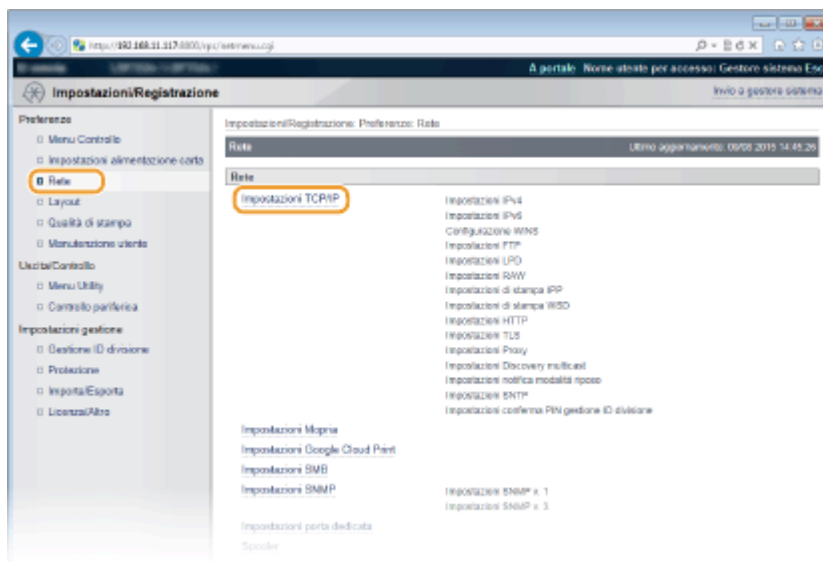 http://192.168.11.117:8000/rps/netmenu.cgi
A portale Nome utente per accesso: Gestore sistema Esc
Impostazioni/Registrazione
Invio a gestore sistema
Preferenze
Menu Controllo
Impostazioni alimentazione carta
Rete
Layout
Qualità di stampa
Manutenzione utente
Uscita/Controllo
Menu Utility
Controllo periferica
Impostazioni gestione
Gestione ID divisione
Protezione
Importa/Esporta
Licenza/Altro
Impostazioni/Registrazione: Preferenze: Rete
Rete
Ultimo aggiornamento: 09/08 2015 14:45:26
Rete
Impostazioni TCP/IP
Impostazioni IPv4
Impostazioni IPv6
Configurazione WINS
Impostazioni FTP
Impostazioni LPD
Impostazioni RAW
Impostazioni di stampa IPP
Impostazioni di stampa WSD
Impostazioni HTTP
Impostazioni TLS
Impostazioni Proxy
Impostazioni Discovery multicast
Impostazioni notifica modalità riposo
Impostazioni SNTP
Impostazioni conferma PIN gestione ID divisione
Impostazioni Mopria
Impostazioni Google Cloud Print
Impostazioni SMB
Impostazioni SNMP
Impostazioni SNMP v. 1
Impostazioni SNMP v. 3
Impostazioni porta dedicata
Spooler